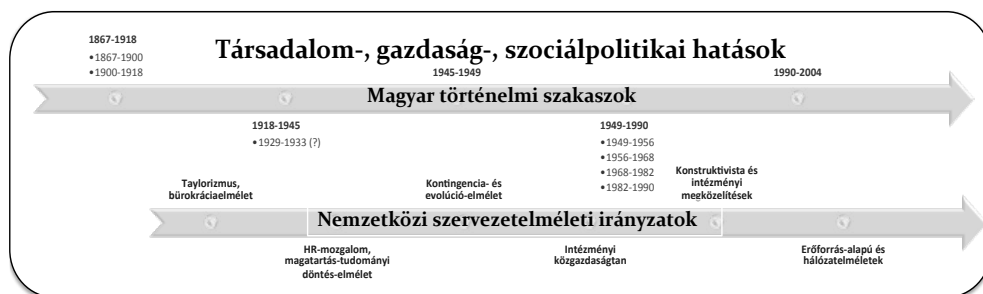 Társadalom-, gazdaság-, szociálpolitikai hatások
1867-1918
•1867-1900
•1900-1918
1945-1949
1990-2004
Magyar történelmi szakaszok
1918-1945
•1929-1933 (?)
1949-1990
•1949-1956
•1956-1968
•1968-1982
•1982-1990
Taylorizmus,
bürokráciaelmélet
Kontingencia- és
evolúció-elmélet
Konstruktivista és
intézményi
megközelítések
Nemzetközi szervezetelméleti irányzatok
HR-mozgalom,
magatartás-tudományi
döntés-elmélet
Intézményi
közgazdaságtan
Erőforrás-alapú és
hálózatelméletek